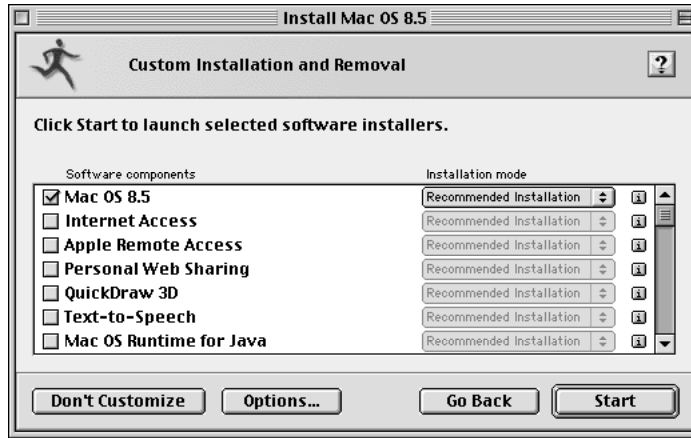 Install Mac OS 8.5
Custom Installation and Removal
?
Click Start to launch selected software installers.
Software components Installation mode
Mac OS 8.5 Recommended Installation i
Internet Access Recommended Installation i
Apple Remote Access Recommended Installation i
Personal Web Sharing Recommended Installation i
QuickDraw 3D Recommended Installation i
Text-to-Speech Recommended Installation i
Mac OS Runtime for Java Recommended Installation i
Don't Customize Options... Go Back Start